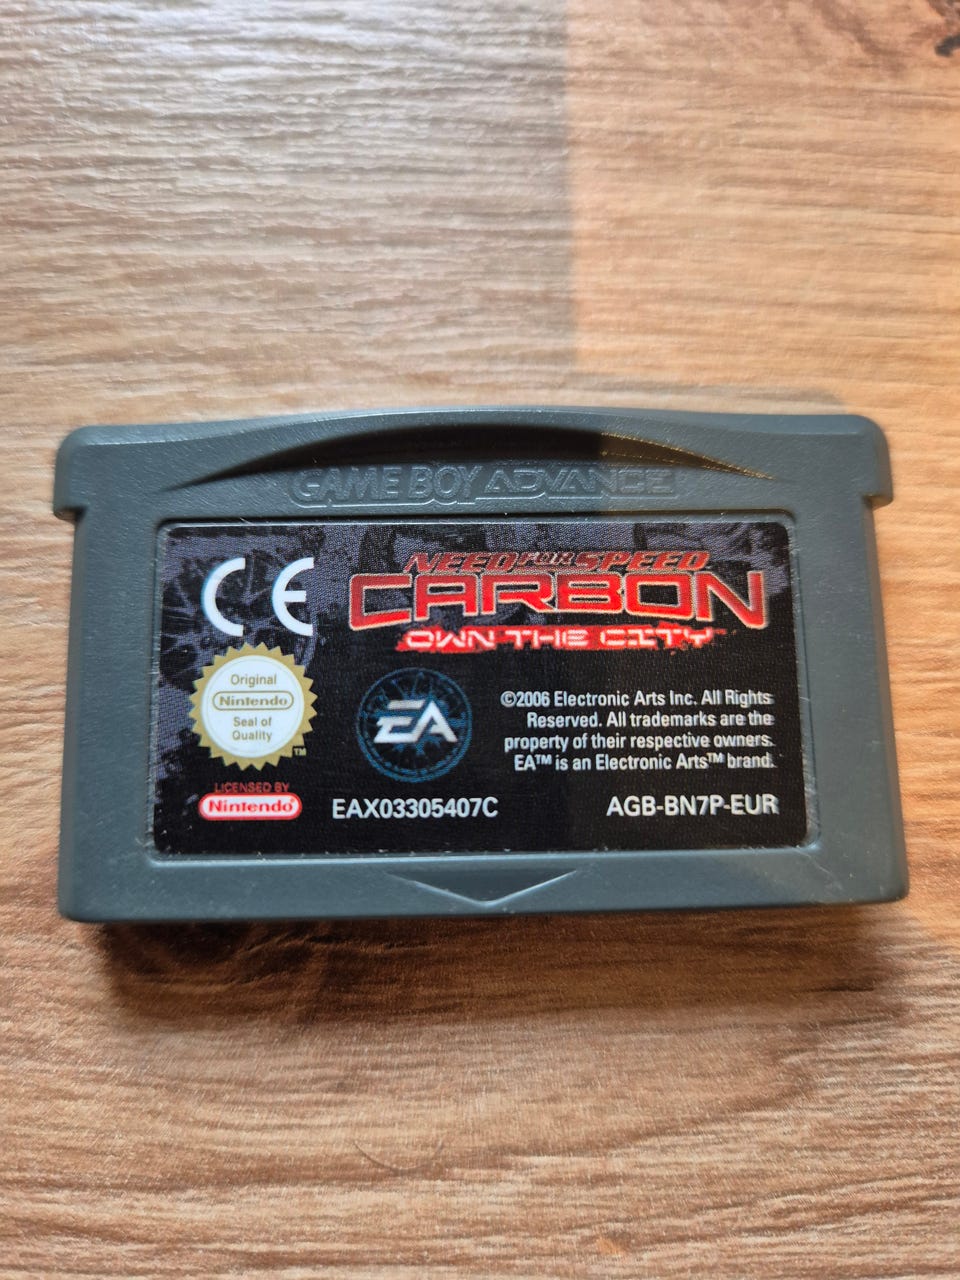 GAME BOY ADVANCE
CE
NEED FOR SPEED
CARBON
OWN THE CITY
Original
Nintendo
Seal of
Quality
TM
EA
©2006 Electronic Arts Inc. All Rights
Reserved. All trademarks are the
property of their respective owners.
EA™ is an Electronic Arts™ brand.
LICENSED BY
Nintendo
EAX03305407C
AGB-BN7P-EUR